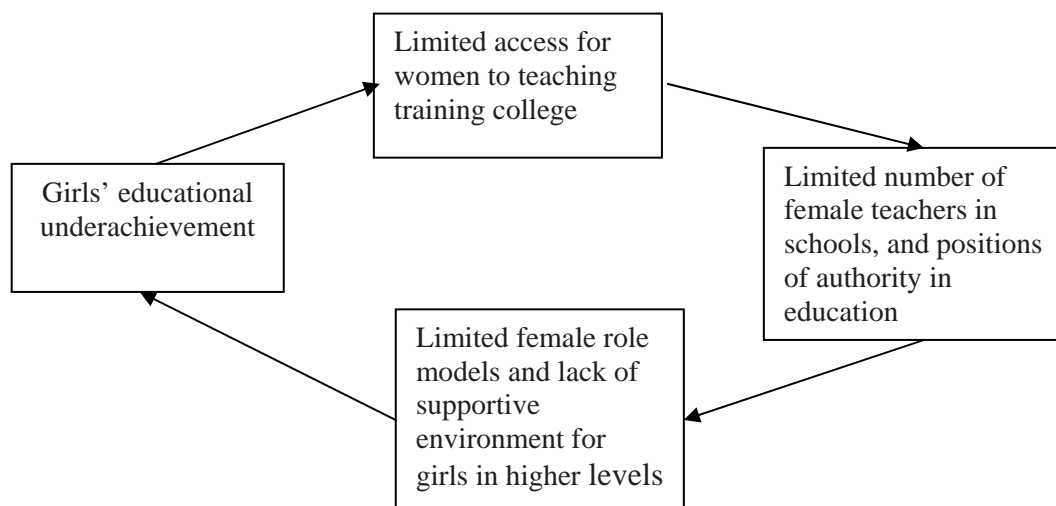 Limited access for
women to teaching
training college
Girls’ educational
underachievement
Limited number of
female teachers in
schools, and positions
of authority in
education
Limited female role
models and lack of
supportive
environment for
girls in higher levels